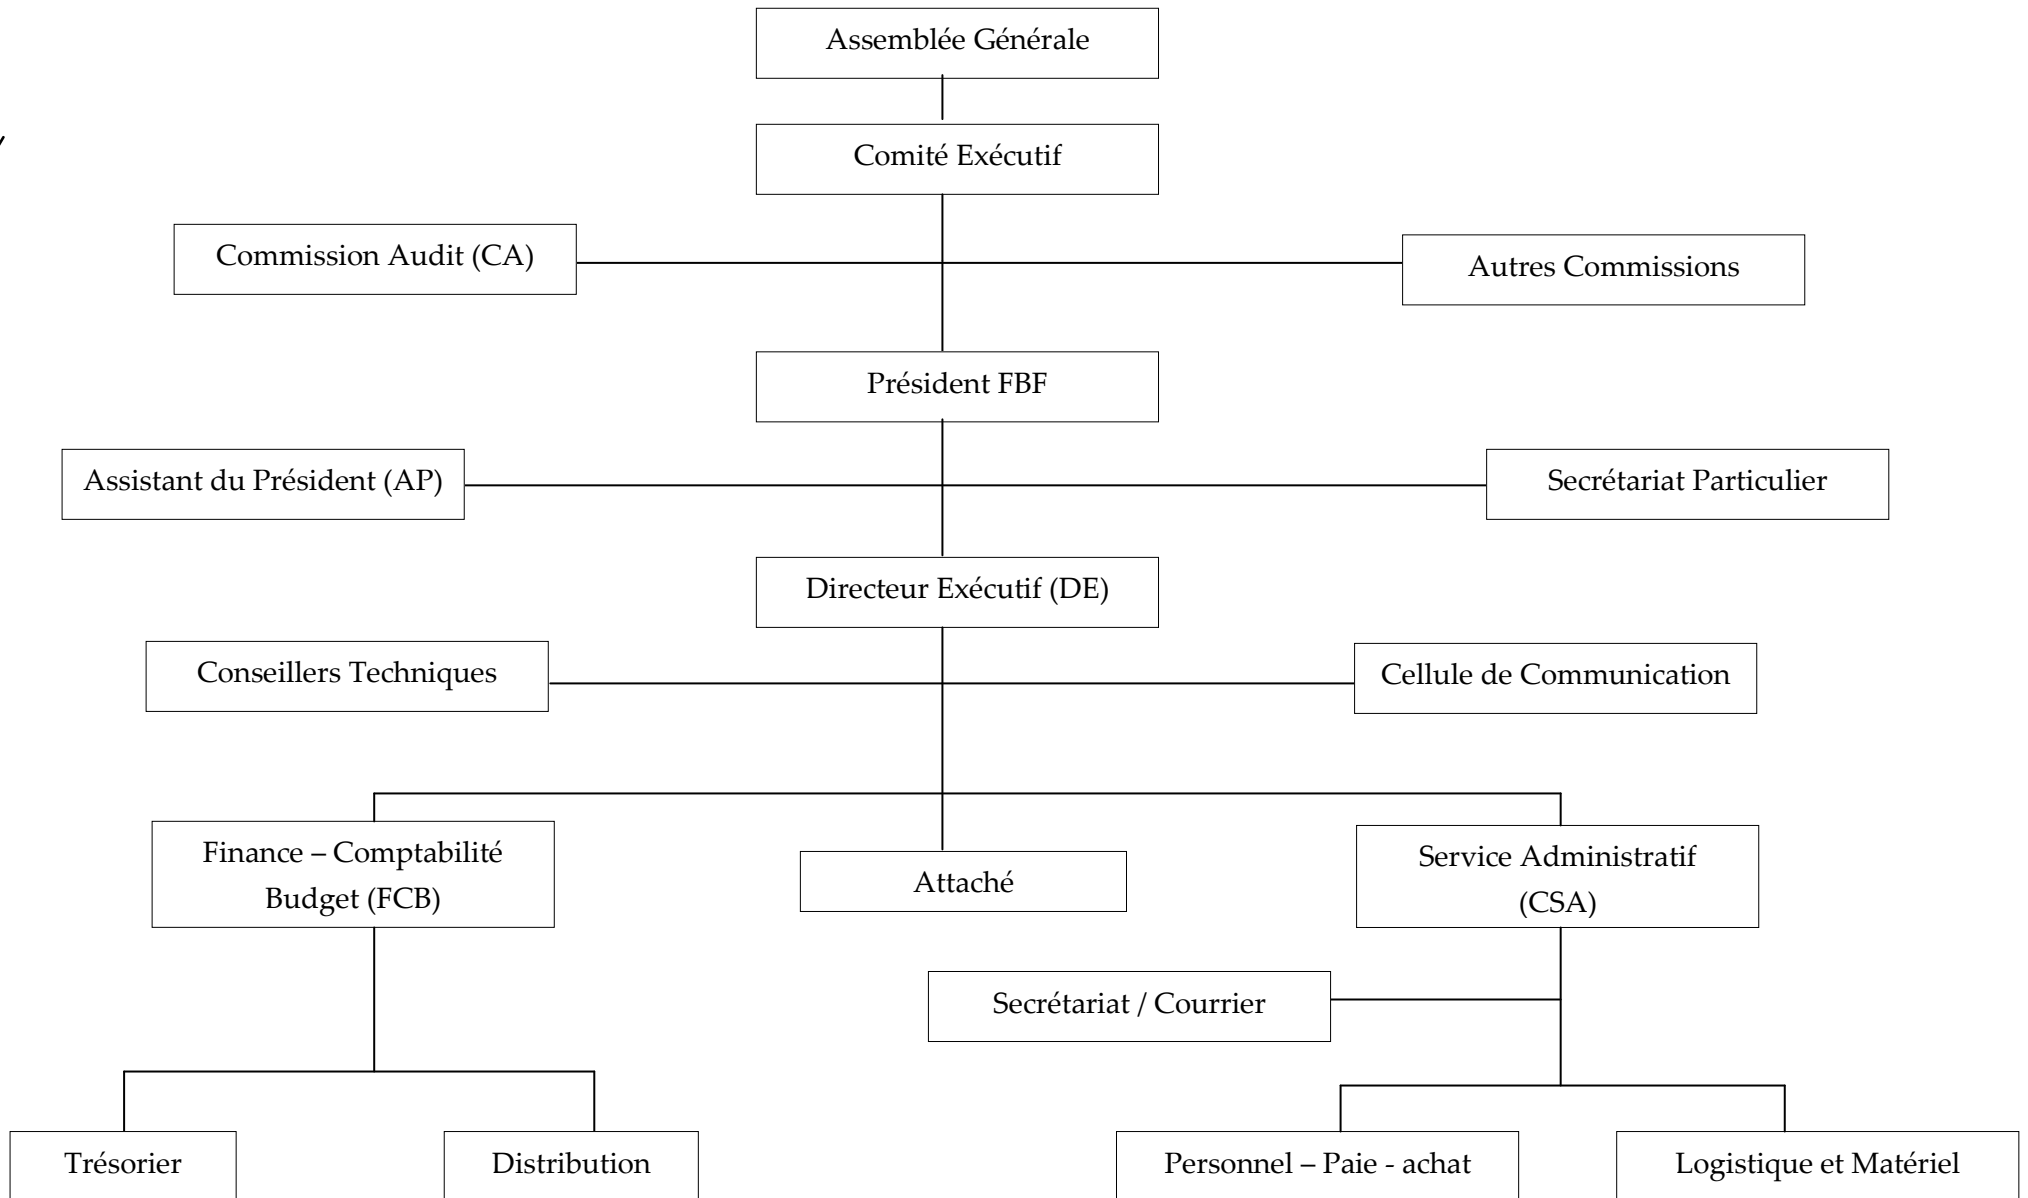 Assemblée Générale
Comité Exécutif
Commission Audit (CA)
Autres Commissions
Président FBF
Assistant du Président (AP)
Secrétariat Particulier
Directeur Exécutif (DE)
Conseillers Techniques
Cellule de Communication
Finance – Comptabilité
Budget (FCB)
Attaché
Service Administratif
(CSA)
Secrétariat / Courrier
Trésorier
Distribution
Personnel – Paie - achat
Logistique et Matériel